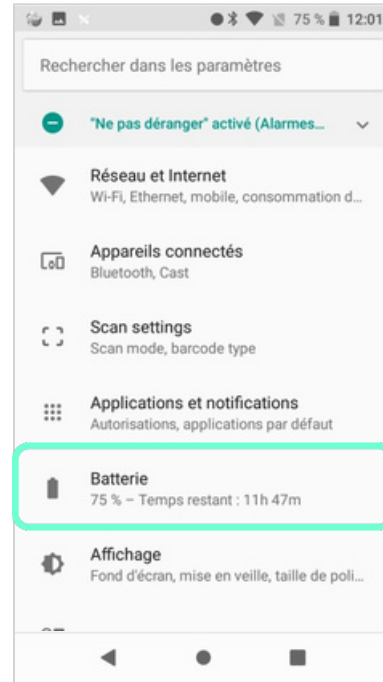 75 % 12:01
Rechercher dans les paramètres
"Ne pas déranger" activé (Alarmes...
Réseau et Internet
Wi-Fi, Ethernet, mobile, consommation d...
Appareils connectés
Bluetooth, Cast
Scan settings
Scan mode, barcode type
Applications et notifications
Autorisations, applications par défaut
Batterie
75 % – Temps restant : 11h 47m
Affichage
Fond d'écran, mise en veille, taille de poli...